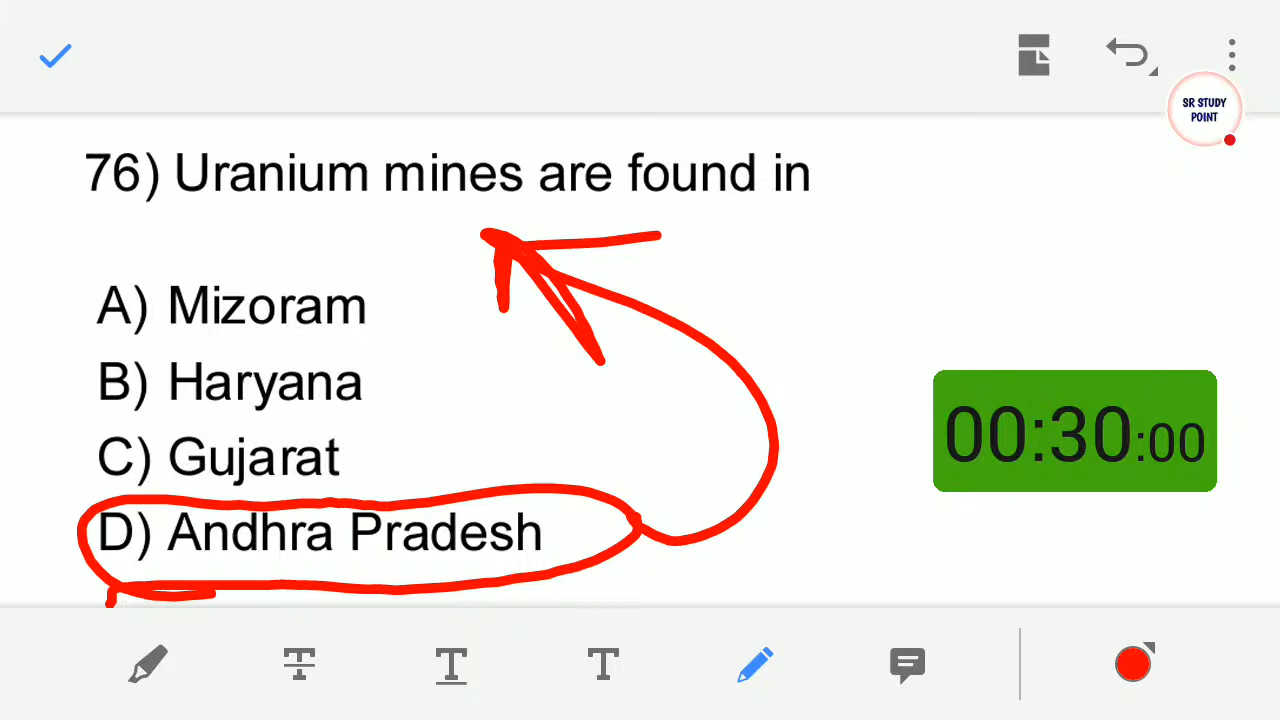 SR STUDY
POINT
76) Uranium mines are found in
A) Mizoram
B) Haryana
C) Gujarat
D) Andhra Pradesh
00:30:00
T
T
T